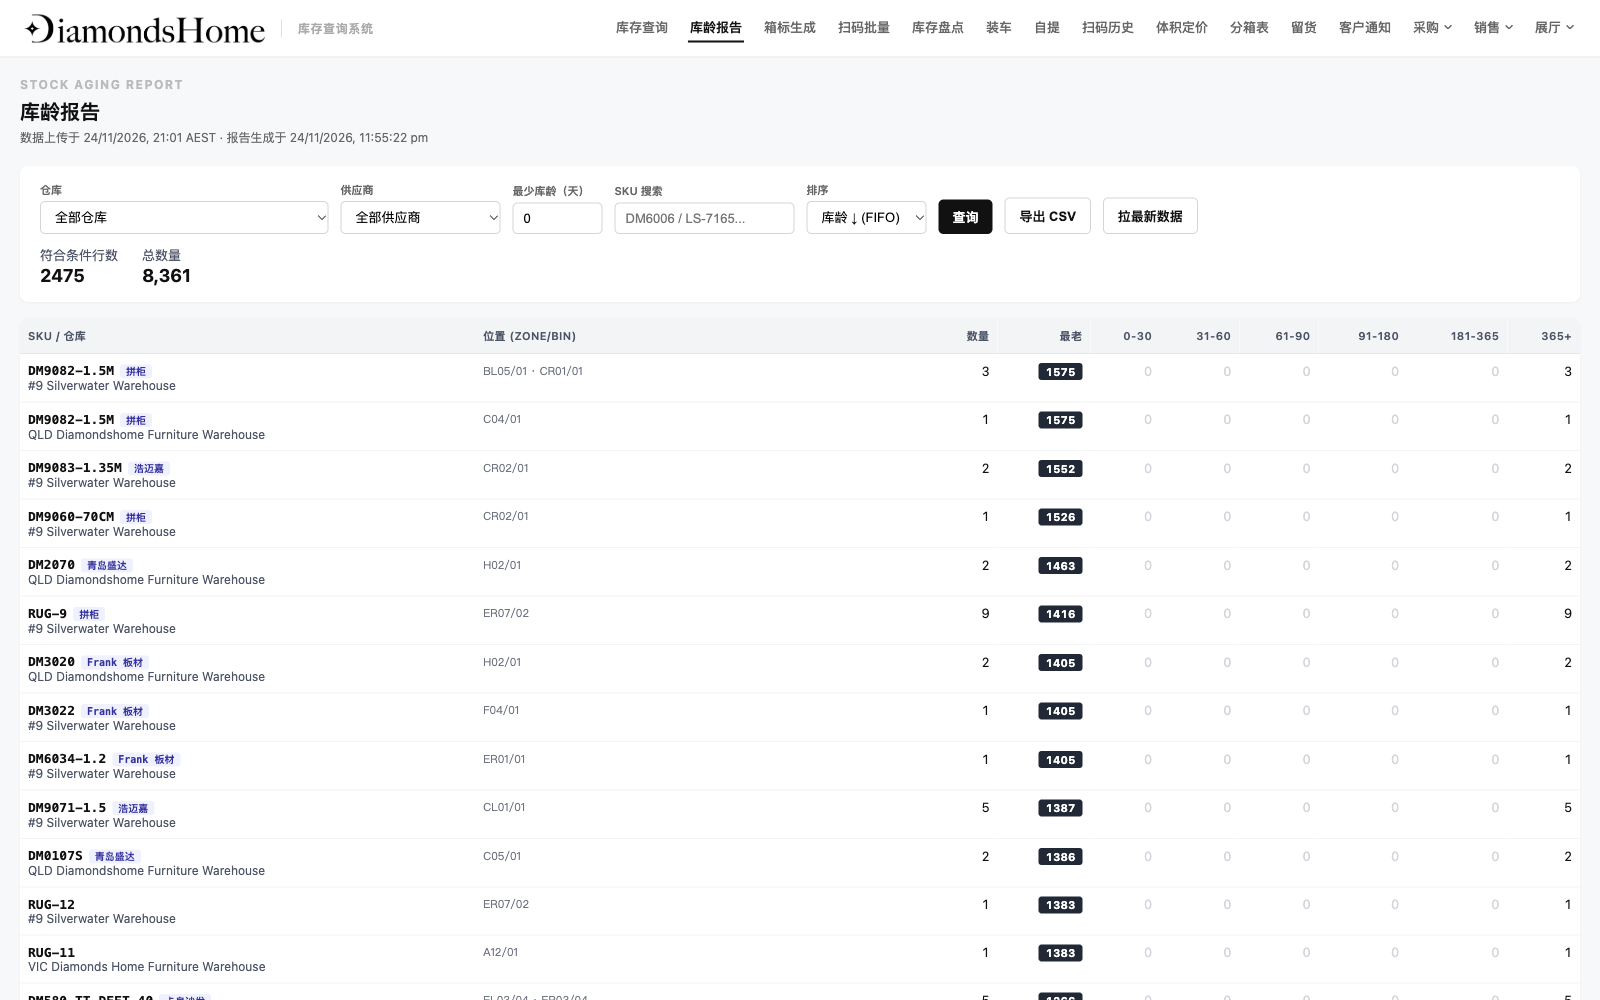 DiamondsHome 库存查询系统 库存查询 库龄报告 箱标生成 扫码批量 库存盘点 装车 自提 扫码历史 体积定价 分箱表 留货 客户通知 采购 销售 展厅
STOCK AGING REPORT
库龄报告
数据上传于 24/11/2026, 21:01 AEST · 报告生成于 24/11/2026, 11:55:22 pm
仓库 供应商 最少库龄（天） SKU 搜索 排序
全部仓库 全部供应商 0 DM6006 / LS-7165... 库龄 ↓ (FIFO) 查询 导出 CSV 拉最新数据
符合条件行数 总数量
2475 8,361
SKU / 仓库 位置 (ZONE/BIN) 数量 最老 0-30 31-60 61-90 91-180 181-365 365+
DM9082-1.5M 拼柜 BL05/01 · CR01/01 3 1575 0 0 0 0 0 3
#9 Silverwater Warehouse
DM9082-1.5M 拼柜 C04/01 1 1575 0 0 0 0 0 1
QLD Diamondshome Furniture Warehouse
DM9083-1.35M 浩迈嘉 CR02/01 2 1552 0 0 0 0 0 2
#9 Silverwater Warehouse
DM9060-70CM 拼柜 CR02/01 1 1526 0 0 0 0 0 1
#9 Silverwater Warehouse
DM2070 青岛盛达 H02/01 2 1463 0 0 0 0 0 2
QLD Diamondshome Furniture Warehouse
RUG-9 拼柜 ER07/02 9 1416 0 0 0 0 0 9
#9 Silverwater Warehouse
DM3020 Frank 板材 H02/01 2 1405 0 0 0 0 0 2
QLD Diamondshome Furniture Warehouse
DM3022 Frank 板材 F04/01 1 1405 0 0 0 0 0 1
#9 Silverwater Warehouse
DM6034-1.2 Frank 板材 ER01/01 1 1405 0 0 0 0 0 1
#9 Silverwater Warehouse
DM9071-1.5 浩迈嘉 CL01/01 5 1387 0 0 0 0 0 5
#9 Silverwater Warehouse
DM0107S 青岛盛达 C05/01 2 1386 0 0 0 0 0 2
QLD Diamondshome Furniture Warehouse
RUG-12 ER07/02 1 1383 0 0 0 0 0 1
#9 Silverwater Warehouse
RUG-11 A12/01 1 1383 0 0 0 0 0 1
VIC Diamonds Home Furniture Warehouse